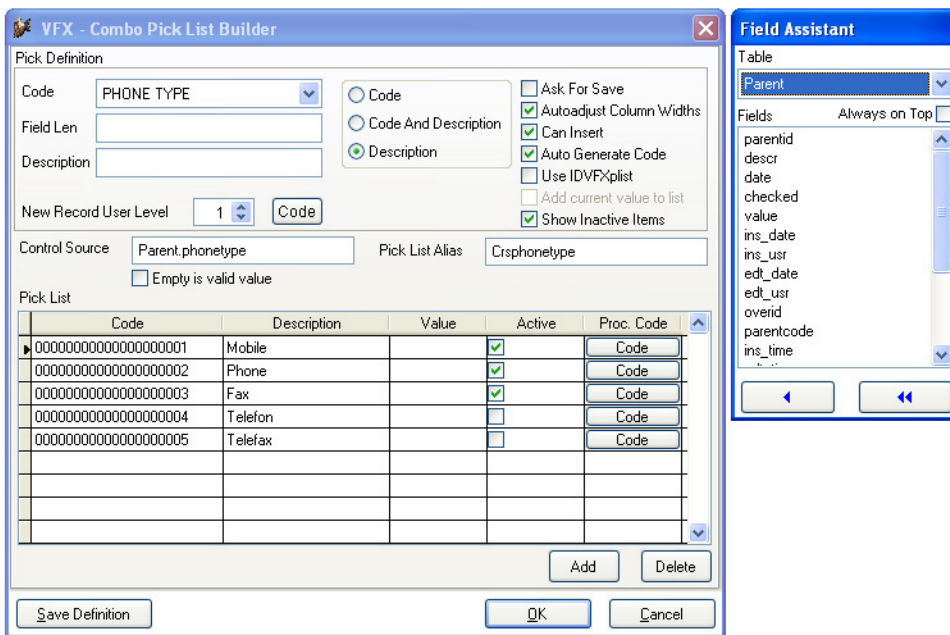 VFX - Combo Pick List Builder
Pick Definition
Code PHONE TYPE
Field Len
Description
New Record User Level 1 Code
Code
Code And Description
Description
Ask For Save
Autoadjust Column Widths
Can Insert
Auto Generate Code
Use IDVFXplist
Add current value to list
Show Inactive Items
Control Source Parent.phonetype Pick List Alias Crsphonetype
Empty is valid value
Pick List
Code Description Value Active Proc. Code
00000000000000000001 Mobile Code
00000000000000000002 Phone Code
00000000000000000003 Fax Code
00000000000000000004 Telefon Code
00000000000000000005 Telefax Code
Add Delete
Save Definition OK Cancel
Field Assistant
Table
Parent
Fields Always on Top
parentid
descr
date
checked
value
ins_date
ins_usr
edt_date
edt_usr
overid
parentcode
ins_time